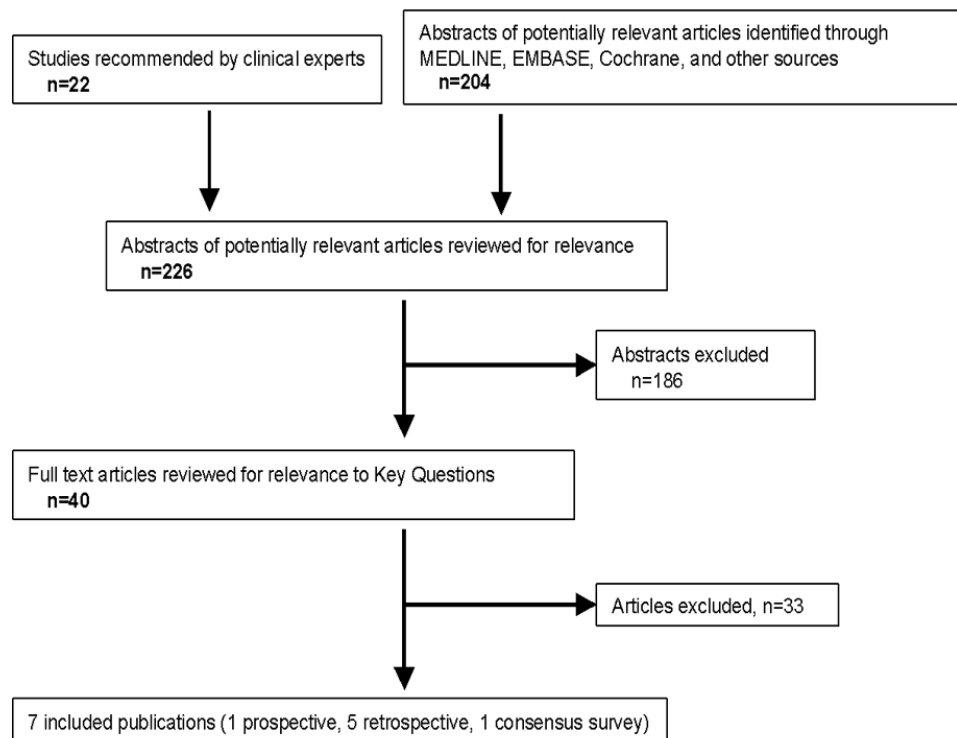 Studies recommended by clinical experts
n=22
Abstracts of potentially relevant articles identified through
MEDLINE, EMBASE, Cochrane, and other sources
n=204
Abstracts of potentially relevant articles reviewed for relevance
n=226
Abstracts excluded
n=186
Full text articles reviewed for relevance to Key Questions
n=40
Articles excluded, n=33
7 included publications (1 prospective, 5 retrospective, 1 consensus survey)